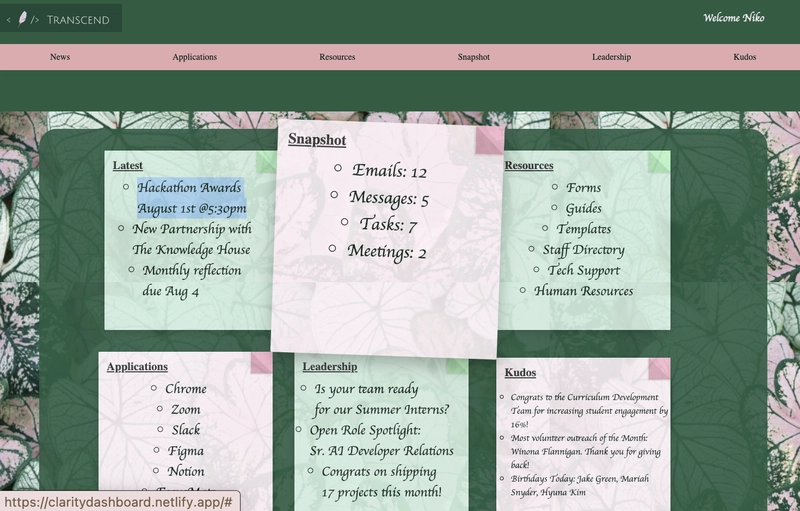 < /> TRANSCEND
Welcome Niko
News
Applications
Resources
Snapshot
Leadership
Kudos
Latest
Hackathon Awards
August 1st @5:30pm
New Partnership with
The Knowledge House
Monthly reflection
due Aug 4
Snapshot
Emails: 12
Messages: 5
Tasks: 7
Meetings: 2
Resources
Forms
Guides
Templates
Staff Directory
Tech Support
Human Resources
Applications
Chrome
Zoom
Slack
Figma
Notion
Leadership
Is your team ready
for our Summer Interns?
Open Role Spotlight:
Sr. AI Developer Relations
Congrats on shipping
17 projects this month!
Kudos
Congrats to the Curriculum Development
Team for increasing student engagement by
16%!
Most volunteer outreach of the Month:
Winona Flannigan. Thank you for giving
back!
Birthdays Today: Jake Green, Mariah
Snyder, Hyuna Kim
https://claritydashboard.netlify.app/#